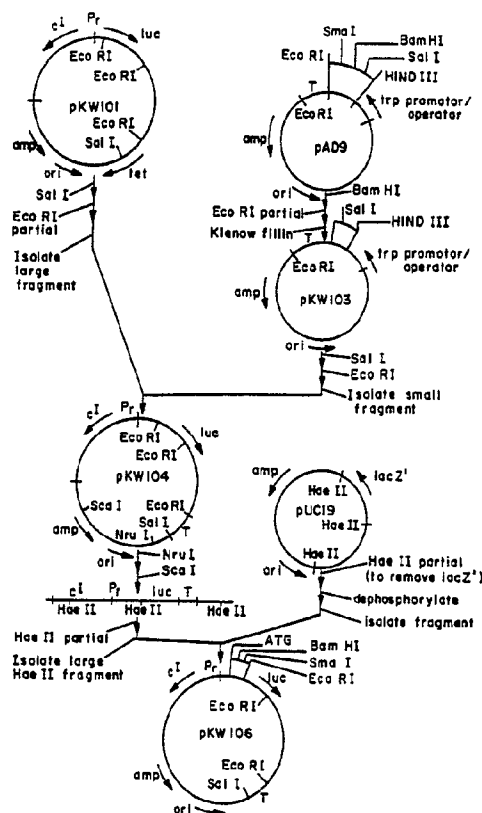 cI
Pr
luc
Eco RI
Eco RI
pKW101
Eco RI
Sal I
amp
ori
tet
Sal I
Eco RI
partial
Isolate
large
fragment
Sma I
Eco RI
BamHI
Sal I
HIND III
T
Eco RI
trp promotor/
operator
amp
pAD9
ori
Bam HI
Eco RI partial
Klenow fillin
Sal I
T
HIND III
Eco RI
trp promotor/
operator
amp
pKW103
ori
Sal I
Eco RI
Isolate small
fragment
cI
Pr
luc
Eco RI
Eco RI
pKW104
Sca I
Eco RI
Sal I
T
amp
Nru I
ori
Nru I
Sca I
cI Pr luc T
Hae II Hae II Hae II
Hae II partial
Isolate large
Hae II fragment
amp
lacZ'
Hae II
pUC19
Hae II
Hae II
ori
Hae II partial
(to remove lacZ')
dephosphorylate
isolate fragment
ATG
Bam HI
Sma I
Eco RI
cI
Pr
luc
Eco RI
pKW106
Eco RI
Sal I
T
amp
ori